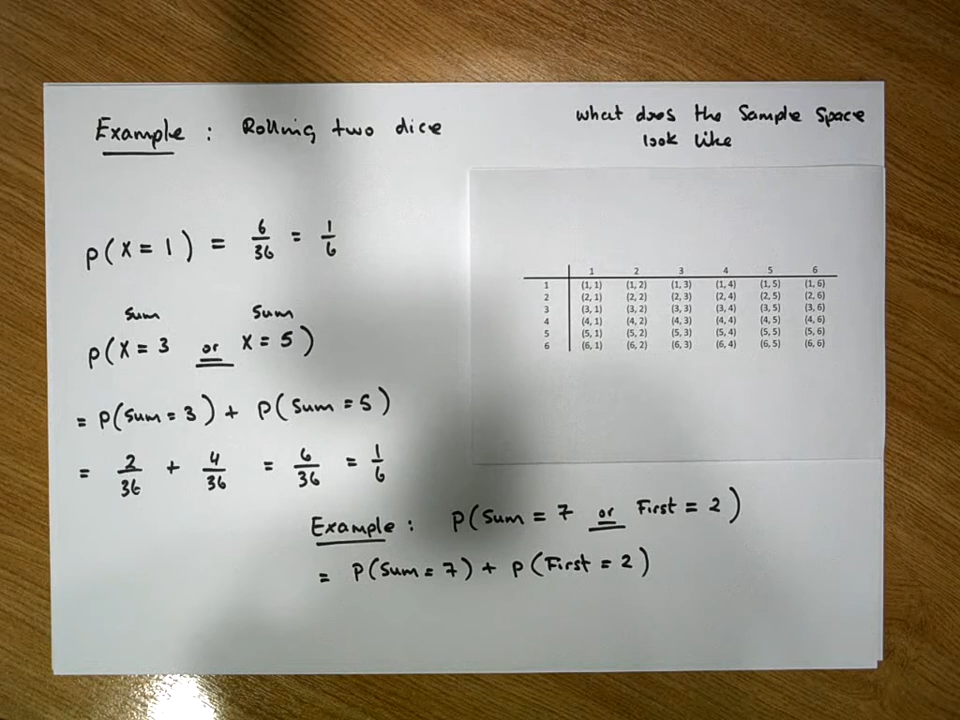 Example : Rolling two dice
what does the Sample Space
look like
P(X = 1) = 6/36 = 1/6
Sum Sum
P(X = 3 or X = 5)
= P(Sum = 3) + P(Sum = 5)
= 2/36 + 4/36 = 6/36 = 1/6
1 2 3 4 5 6
1 (1, 1) (1, 2) (1, 3) (1, 4) (1, 5) (1, 6)
2 (2, 1) (2, 2) (2, 3) (2, 4) (2, 5) (2, 6)
3 (3, 1) (3, 2) (3, 3) (3, 4) (3, 5) (3, 6)
4 (4, 1) (4, 2) (4, 3) (4, 4) (4, 5) (4, 6)
5 (5, 1) (5, 2) (5, 3) (5, 4) (5, 5) (5, 6)
6 (6, 1) (6, 2) (6, 3) (6, 4) (6, 5) (6, 6)
Example : P(Sum = 7 or First = 2)
= P(Sum = 7) + P(First = 2)